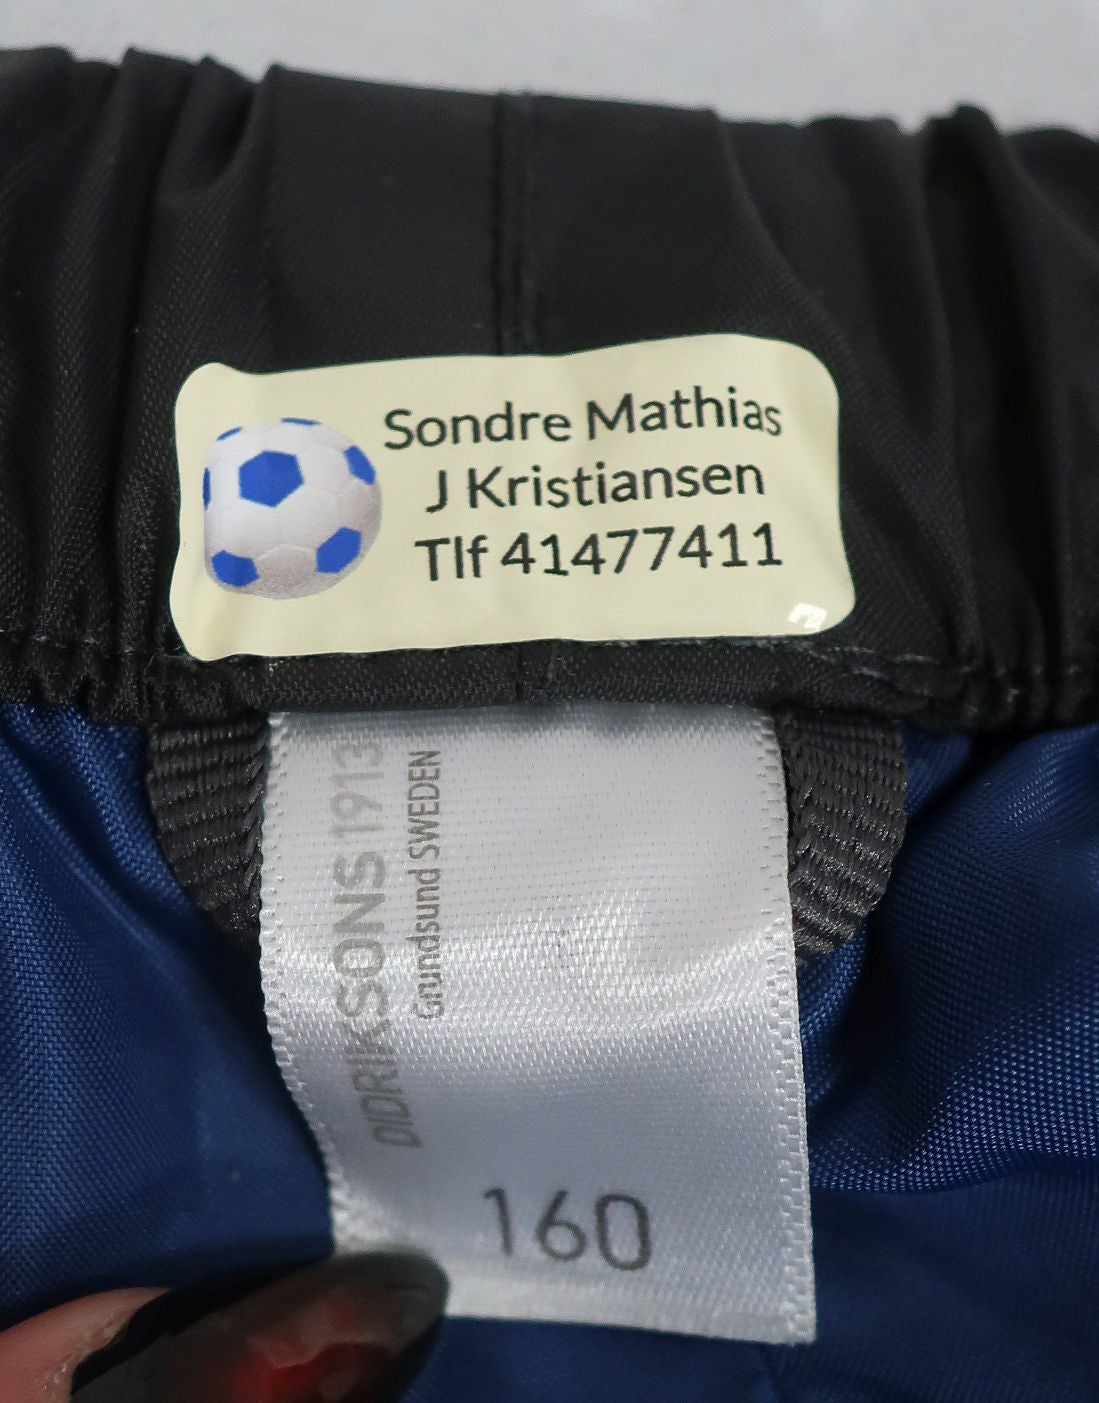 Sondre Mathias
J Kristiansen
Tlf 41477411
DIDRIKSONS 1913
Grundsund SWEDEN
160